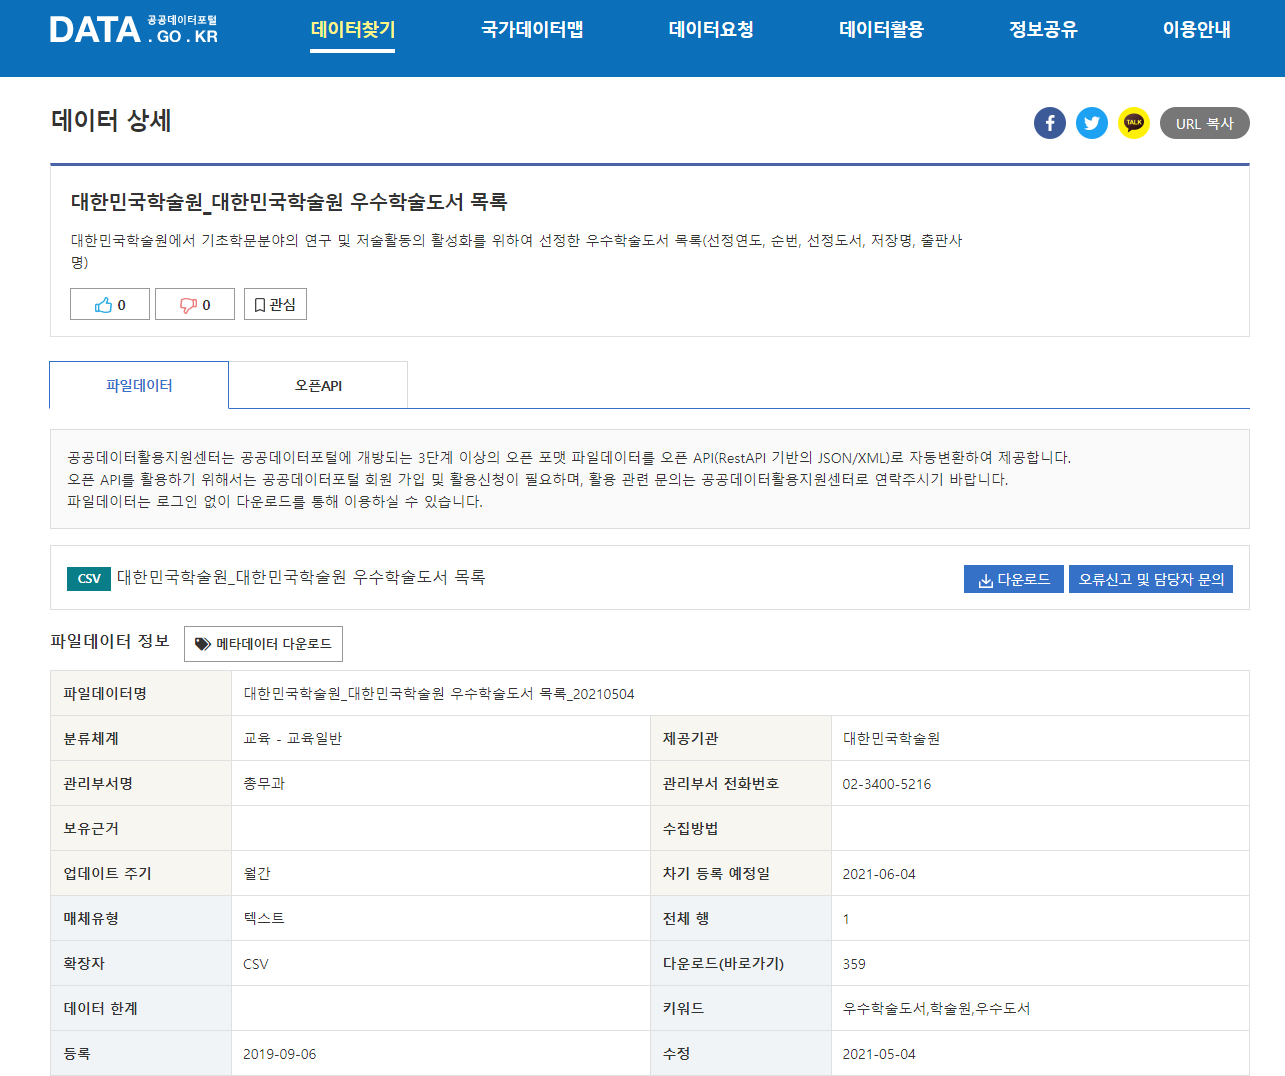 DATA 공공데이터포털 . GO . KR
데이터찾기 국가데이터맵 데이터요청 데이터활용 정보공유 이용안내
데이터 상세
TALK
URL 복사
대한민국학술원_대한민국학술원 우수학술도서 목록
대한민국학술원에서 기초학문분야의 연구 및 저술활동의 활성화를 위하여 선정한 우수학술도서 목록(선정연도, 순번, 선정도서, 저장명, 출판사
명)
0 0 관심
파일데이터 오픈API
공공데이터활용지원센터는 공공데이터포털에 개방되는 3단계 이상의 오픈 포맷 파일데이터를 오픈 API(RestAPI 기반의 JSON/XML)로 자동변환하여 제공합니다.
오픈 API를 활용하기 위해서는 공공데이터포털 회원 가입 및 활용신청이 필요하며, 활용 관련 문의는 공공데이터활용지원센터로 연락주시기 바랍니다.
파일데이터는 로그인 없이 다운로드를 통해 이용하실 수 있습니다.
CSV 대한민국학술원_대한민국학술원 우수학술도서 목록 다운로드 오류신고 및 담당자 문의
파일데이터 정보 메타데이터 다운로드
파일데이터명 대한민국학술원_대한민국학술원 우수학술도서 목록_20210504
분류체계 교육 - 교육일반 제공기관 대한민국학술원
관리부서명 총무과 관리부서 전화번호 02-3400-5216
보유근거 수집방법
업데이트 주기 월간 차기 등록 예정일 2021-06-04
매체유형 텍스트 전체 행 1
확장자 CSV 다운로드(바로가기) 359
데이터 한계 키워드 우수학술도서,학술원,우수도서
등록 2019-09-06 수정 2021-05-04